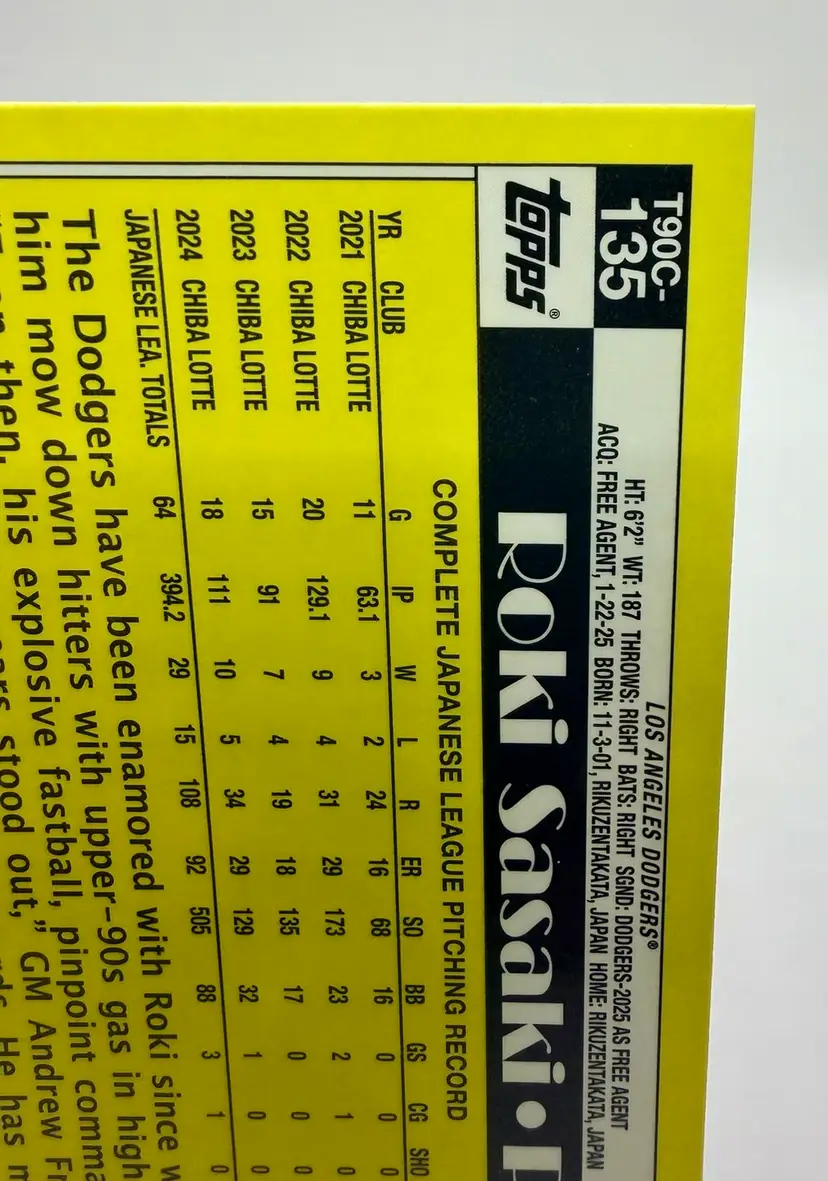 T90C-
135
topps®
LOS ANGELES DODGERS®
HT: 6'2" WT: 187 THROWS: RIGHT BATS: RIGHT SGND: DODGERS-2025 AS FREE AGENT
ACQ: FREE AGENT, 1-22-25 BORN: 11-3-01, RIKUZENTAKATA, JAPAN HOME: RIKUZENTAKATA, JAPAN
Roki Sasaki •
COMPLETE JAPANESE LEAGUE PITCHING RECORD
YR CLUB G IP W L R ER SO BB GS CG SHO
2021 CHIBA LOTTE 11 63.1 3 2 24 16 68 16 0 0 0
2022 CHIBA LOTTE 20 129.1 9 4 31 29 173 23 2 1 0
2023 CHIBA LOTTE 15 91 7 4 19 18 135 17 0 0 0
2024 CHIBA LOTTE 18 111 10 5 34 29 129 32 1 0 0
JAPANESE LEA. TOTALS 64 394.2 29 15 108 92 505 88 3 1 0
The Dodgers have been enamored with Roki since w
him mow down hitters with upper-90s gas in high
then, his explosive fastball, pinpoint comma
stood out," GM Andrew Fr
He has